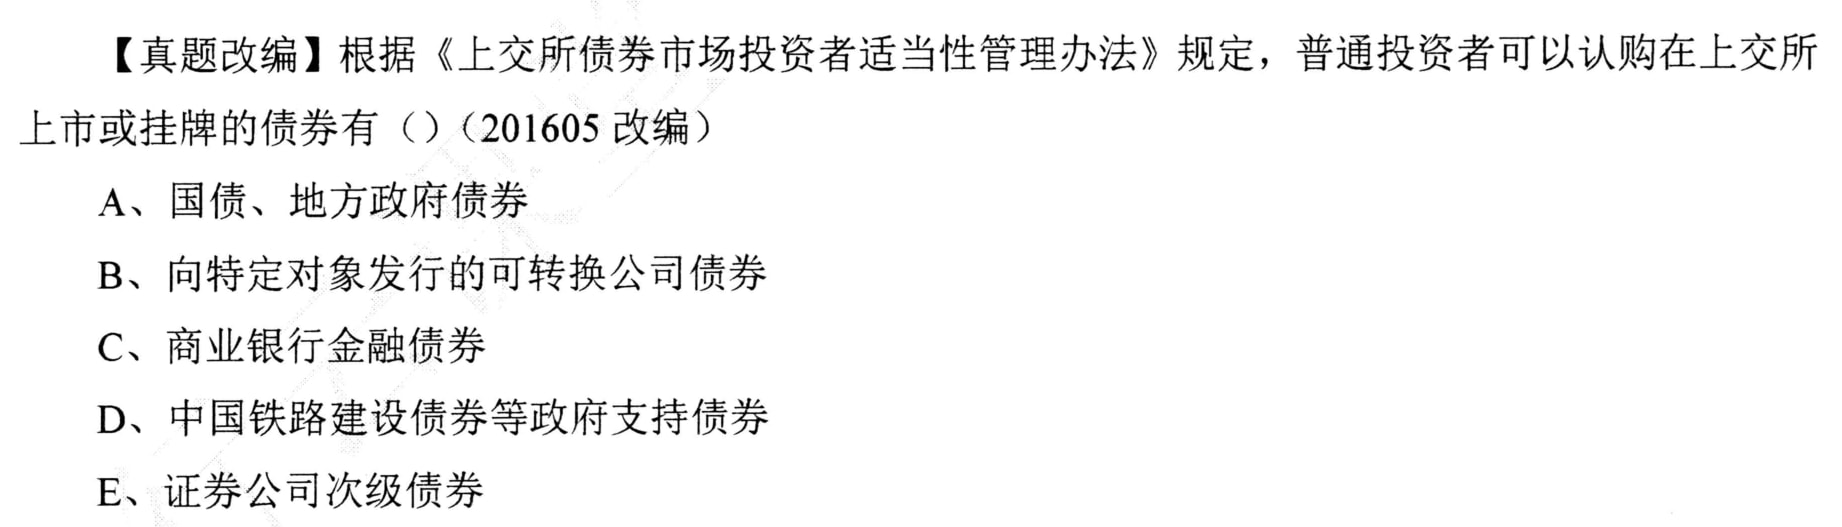 【真题改编】根据《上交所债券市场投资者适当性管理办法》规定，普通投资者可以认购在上交所
上市或挂牌的债券有（）（201605 改编）
A、国债、地方政府债券
B、向特定对象发行的可转换公司债券
C、商业银行金融债券
D、中国铁路建设债券等政府支持债券
E、证券公司次级债券